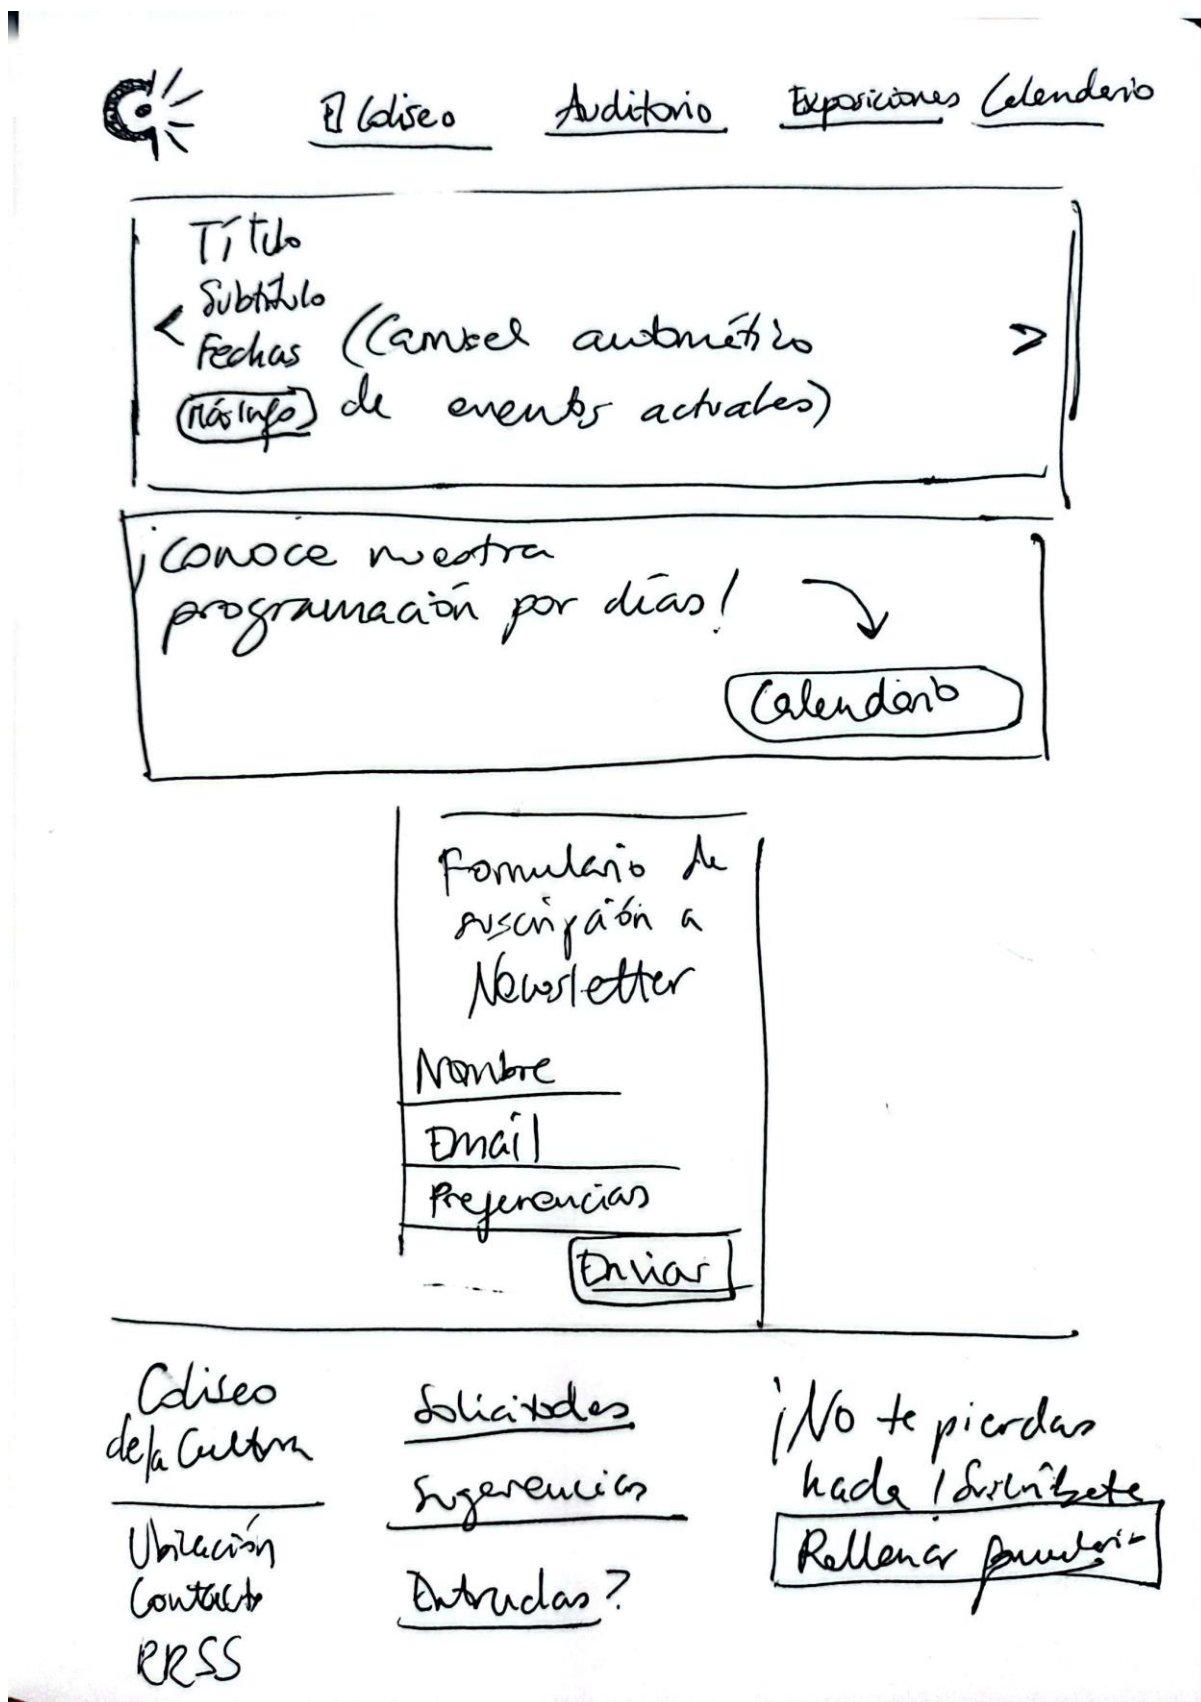 El Coliseo Auditorio Exposiciones Calendario
Título
Subtítulo
< Fechas (Carrusel automático >
Más Info de eventos actuales)
¡Conoce nuestra
programación por días!
Calendario
Formulario de
suscripción a
Newsletter
Nombre
Email
Preferencias
Enviar
Coliseo
de la Cultura
Ubicación
Contacto
RRSS
Solicitudes
Sugerencias
Entradas?
¡No te pierdas
nada! Suscríbete
Rellenar formulario